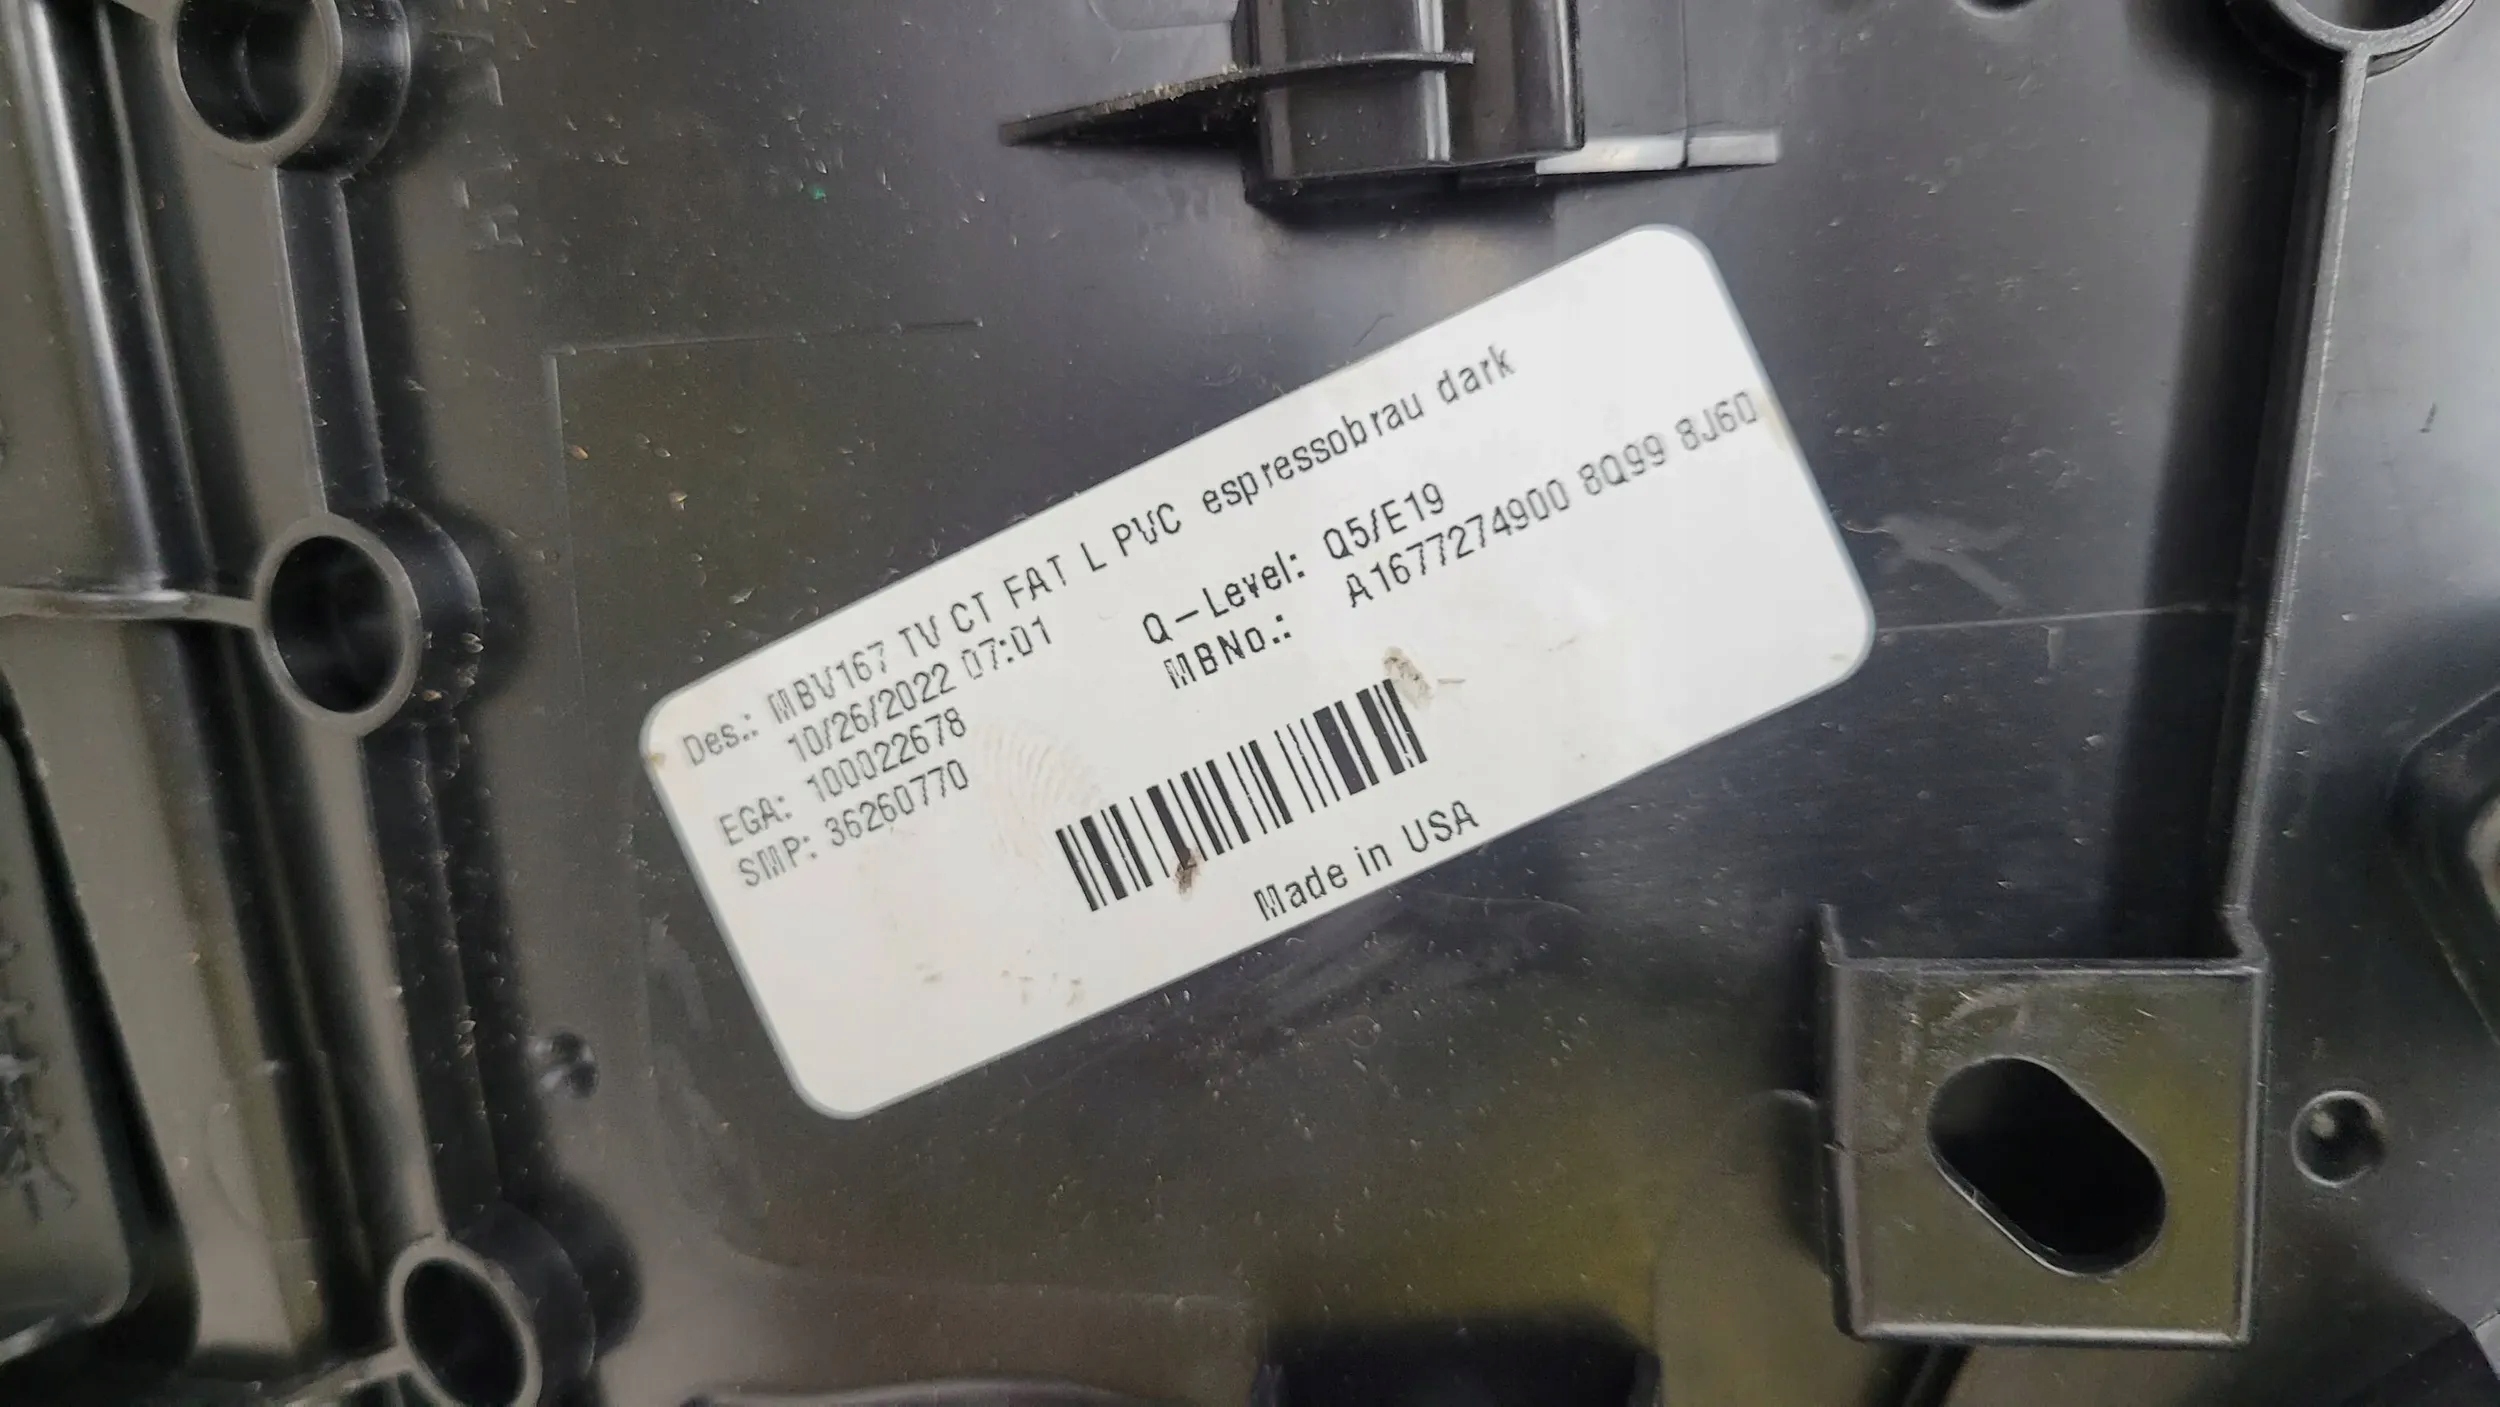 Des.: MBV167 TV CT FAT L PVC espressobrau dark
10/26/2022 07:01
Q-Level: Q5/E19
EGA: 100022678
MBNo.: A1677274900 8Q99 8J60
SMP: 36260770
Made in USA